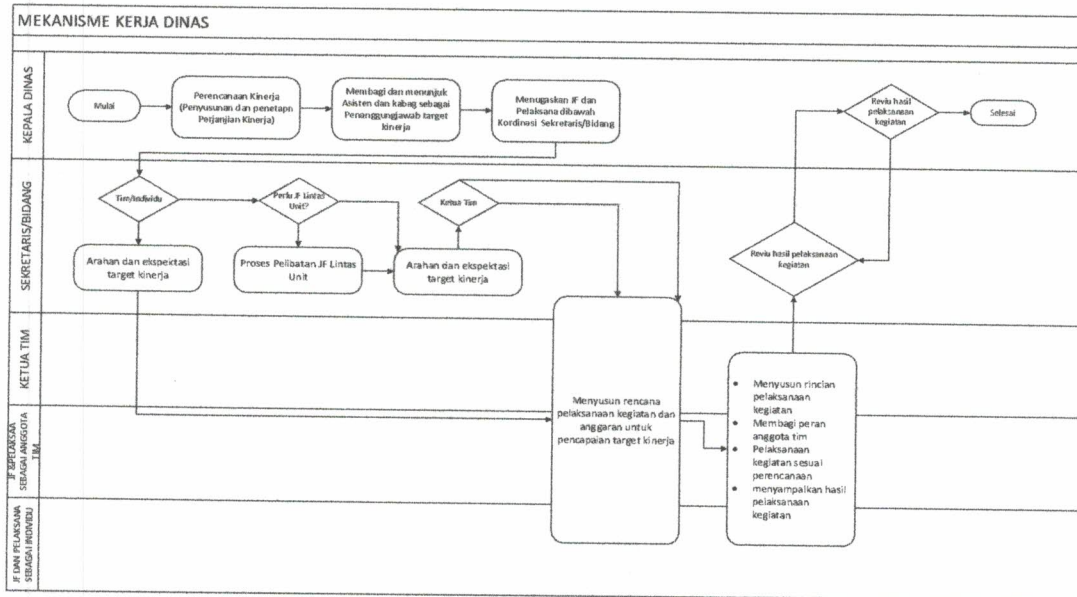 MEKANISME KERJA DINAS
KEPALA DINAS
Mulai
Perencanaan Kinerja
(Penyusunan dan penetapn
Perjanjian Kinerja)
Membagi dan menunjuk
Asisten dan kabag sebagai
Penanggungjawab target
kinerja
Menugaskan JF dan
Pelaksana dibawah
Kordinasi Sekretaris/Bidang
Reviu hasil
pelaksanaan
kegiatan
Selesai
SEKRETARIS/BIDANG
Tim/Individu
Perlu JF Lintas
Unit?
Ketua Tim
Reviu hasil pelaksanaan
kegiatan
Arahan dan ekspektasi
target kinerja
Proses Pelibatan JF Lintas
Unit
Arahan dan ekspektasi
target kinerja
KETUA TIM
JF &PELAKSAA
SEBAGAI ANGGOTA
TIM
JF DAN PELAKSANA
SEBAGAI INDIVIDU
Menyusun rencana
pelaksanaan kegiatan dan
anggaran untuk
pencapaian target kinerja
• Menyusun rincian
pelaksanaan
kegiatan
• Membagi peran
anggota tim
• Pelaksanaan
kegiatan sesuai
perencanaan
• menyampaikan hasil
pelaksanaan
kegiatan